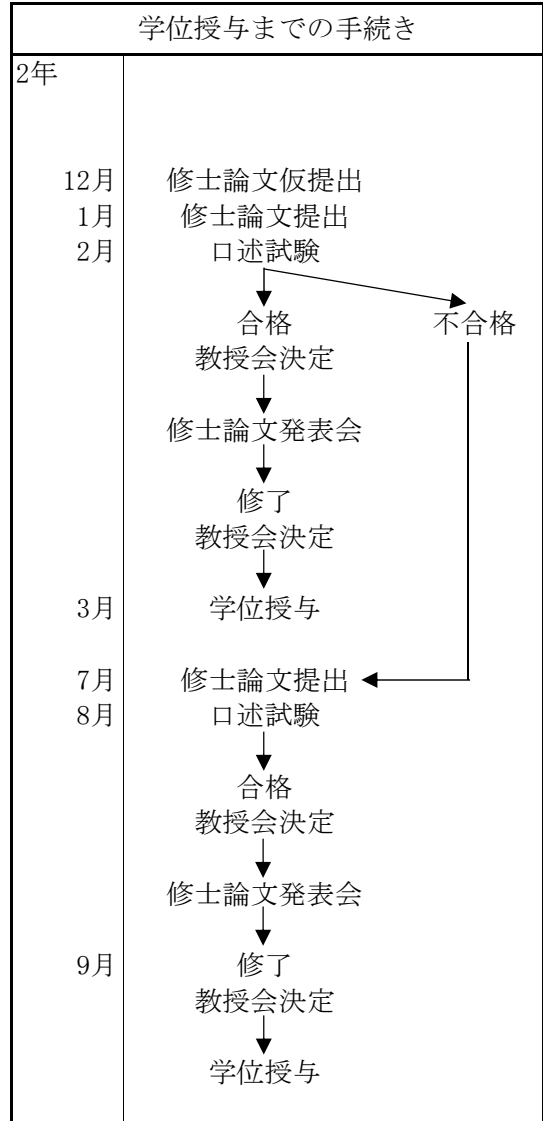 学位授与までの手続き
2年
12月 修士論文仮提出
1月 修士論文提出
2月 口述試験
合格 不合格
教授会決定
修士論文発表会
修了
教授会決定
3月 学位授与
7月 修士論文提出
8月 口述試験
合格
教授会決定
修士論文発表会
9月 修了
教授会決定
学位授与